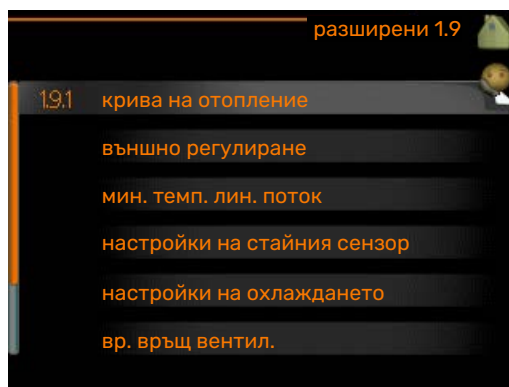 разширени 1.9
1.9.1 крива на отопление
външно регулиране
мин. темп. лин. поток
настройки на стайния сензор
настройки на охлаждането
вр. връщ вентил.